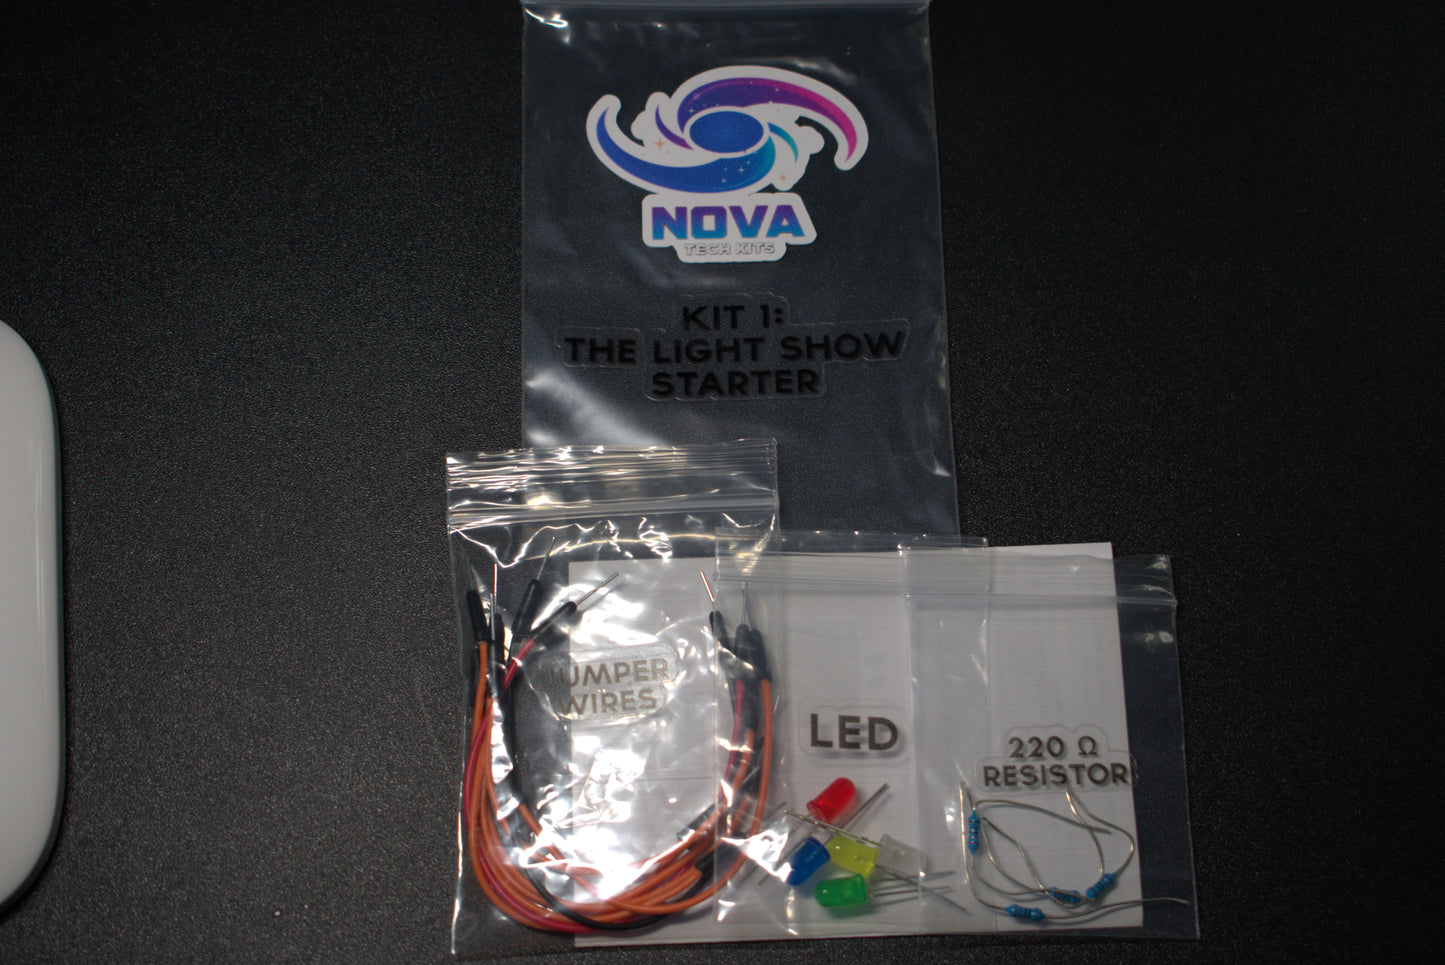 NOVA
TECH KITS
KIT 1:
THE LIGHT SHOW
STARTER
JUMPER
WIRES
LED
220 Ω
RESISTOR